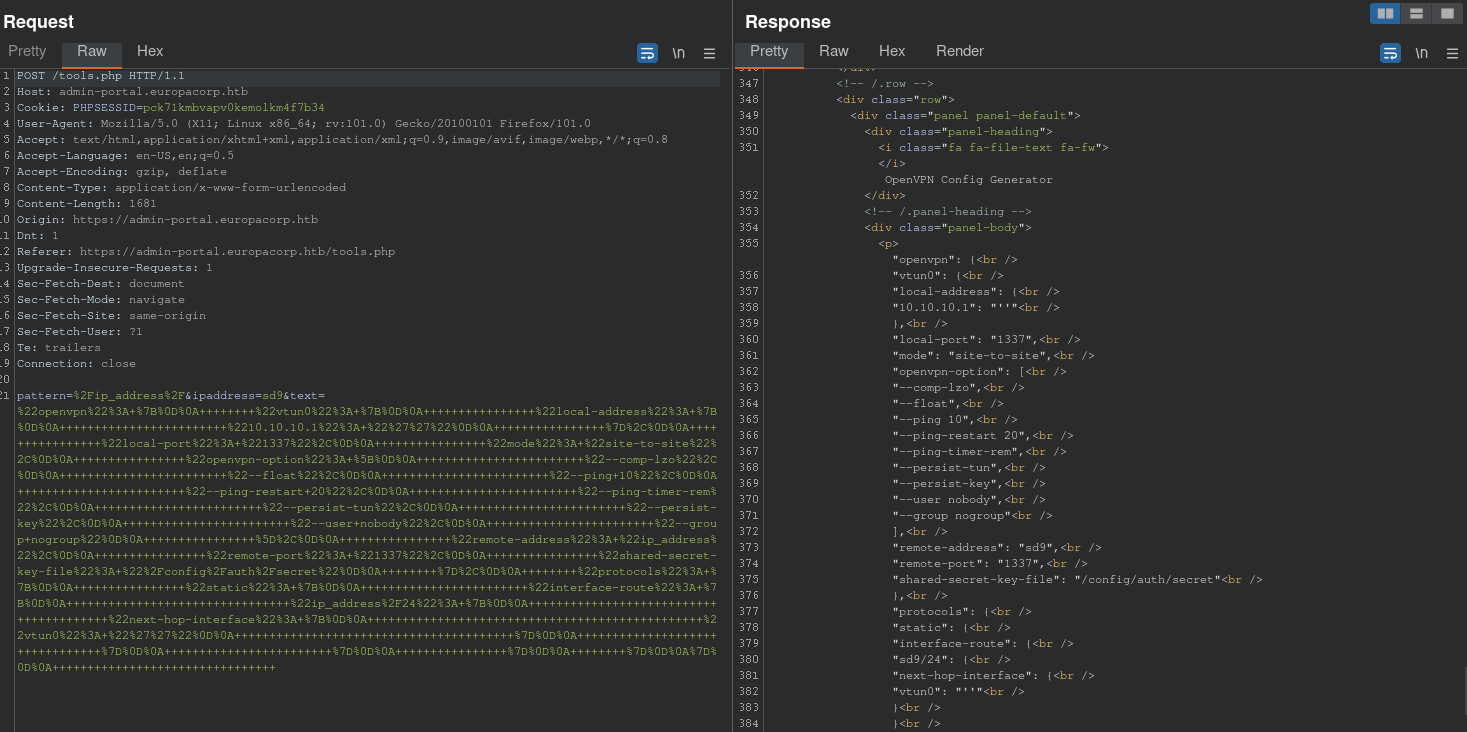 Request
Pretty Raw Hex
\n
1 POST /tools.php HTTP/1.1
2 Host: admin-portal.europacorp.htb
3 Cookie: PHPSESSID=pck71kmbvapv0kemolkm4f7b34
4 User-Agent: Mozilla/5.0 (X11; Linux x86_64; rv:101.0) Gecko/20100101 Firefox/101.0
5 Accept: text/html,application/xhtml+xml,application/xml;q=0.9,image/avif,image/webp,*/*;q=0.8
6 Accept-Language: en-US,en;q=0.5
7 Accept-Encoding: gzip, deflate
8 Content-Type: application/x-www-form-urlencoded
9 Content-Length: 1681
0 Origin: https://admin-portal.europacorp.htb
1 Dnt: 1
2 Referer: https://admin-portal.europacorp.htb/tools.php
3 Upgrade-Insecure-Requests: 1
4 Sec-Fetch-Dest: document
5 Sec-Fetch-Mode: navigate
6 Sec-Fetch-Site: same-origin
7 Sec-Fetch-User: ?1
8 Te: trailers
9 Connection: close
20
21 pattern=%2Fip_address%2F&ipaddress=sd9&text=
%22openvpn%22%3A+%7B%0D%0A++++++++%22vtun0%22%3A+%7B%0D%0A++++++++++++++++%22local-address%22%3A+%7B
%0D%0A++++++++++++++++++++++++%2210.10.10.1%22%3A+%22%27%27%22%0D%0A++++++++++++++++%7D%2C%0D%0A++++
++++++++++++%22local-port%22%3A+%221337%22%2C%0D%0A++++++++++++++++%22mode%22%3A+%22site-to-site%22%
2C%0D%0A++++++++++++++++%22openvpn-option%22%3A+%5B%0D%0A++++++++++++++++++++++++%22--comp-lzo%22%2C
%0D%0A++++++++++++++++++++++++%22--float%22%2C%0D%0A++++++++++++++++++++++++%22--ping+10%22%2C%0D%0A
++++++++++++++++++++++++%22--ping-restart+20%22%2C%0D%0A++++++++++++++++++++++++%22--ping-timer-rem%
22%2C%0D%0A++++++++++++++++++++++++%22--persist-tun%22%2C%0D%0A++++++++++++++++++++++++%22--persist-
key%22%2C%0D%0A++++++++++++++++++++++++%22--user+nobody%22%2C%0D%0A++++++++++++++++++++++++%22--grou
p+nogroup%22%0D%0A++++++++++++++++%5D%2C%0D%0A++++++++++++++++%22remote-address%22%3A+%22ip_address%
22%2C%0D%0A++++++++++++++++%22remote-port%22%3A+%221337%22%2C%0D%0A++++++++++++++++%22shared-secret-
key-file%22%3A+%22%2Fconfig%2Fauth%2Fsecret%22%0D%0A++++++++%7D%2C%0D%0A++++++++%22protocols%22%3A+%
7B%0D%0A++++++++++++++++%22static%22%3A+%7B%0D%0A++++++++++++++++++++++++%22interface-route%22%3A+%7
B%0D%0A++++++++++++++++++++++++++++++++%22ip_address%2F24%22%3A+%7B%0D%0A+++++++++++++++++++++++++++
+++++++++++++%22next-hop-interface%22%3A+%7B%0D%0A++++++++++++++++++++++++++++++++++++++++++++++++%2
2vtun0%22%3A+%22%27%27%22%0D%0A++++++++++++++++++++++++++++++++++++++++%7D%0D%0A++++++++++++++++++++
++++++++++++%7D%0D%0A++++++++++++++++++++++++%7D%0D%0A++++++++++++++++%7D%0D%0A++++++++%7D%0D%0A%7D%
0D%0A++++++++++++++++++++++++++++++++
Response
Pretty Raw Hex Render
\n
347 <!-- /.row -->
348 <div class="row">
349 <div class="panel panel-default">
350 <div class="panel-heading">
351 <i class="fa fa-file-text fa-fw">
</i>
OpenVPN Config Generator
352 </div>
353 <!-- /.panel-heading -->
354 <div class="panel-body">
355 <p>
"openvpn": {<br />
356 "vtun0": {<br />
357 "local-address": {<br />
358 "10.10.10.1": "''"<br />
359 },<br />
360 "local-port": "1337",<br />
361 "mode": "site-to-site",<br />
362 "openvpn-option": [<br />
363 "--comp-lzo",<br />
364 "--float",<br />
365 "--ping 10",<br />
366 "--ping-restart 20",<br />
367 "--ping-timer-rem",<br />
368 "--persist-tun",<br />
369 "--persist-key",<br />
370 "--user nobody",<br />
371 "--group nogroup"<br />
372 ],<br />
373 "remote-address": "sd9",<br />
374 "remote-port": "1337",<br />
375 "shared-secret-key-file": "/config/auth/secret"<br />
376 },<br />
377 "protocols": {<br />
378 "static": {<br />
379 "interface-route": {<br />
380 "sd9/24": {<br />
381 "next-hop-interface": {<br />
382 "vtun0": "''"<br />
383 }<br />
384 }<br />